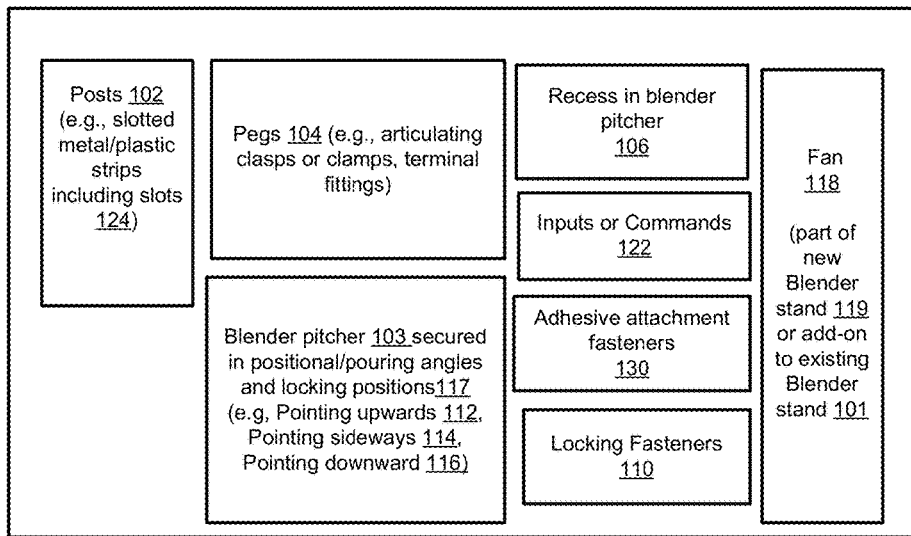 Posts 102
(e.g., slotted
metal/plastic
strips
including slots
124)
Pegs 104 (e.g., articulating
clasps or clamps, terminal
fittings)
Blender pitcher 103 secured
in positional/pouring angles
and locking positions117
(e.g, Pointing upwards 112,
Pointing sideways 114,
Pointing downward 116)
Recess in blender
pitcher
106
Inputs or Commands
122
Adhesive attachment
fasteners
130
Locking Fasteners
110
Fan
118
(part of
new
Blender
stand 119
or add-on
to existing
Blender
stand 101